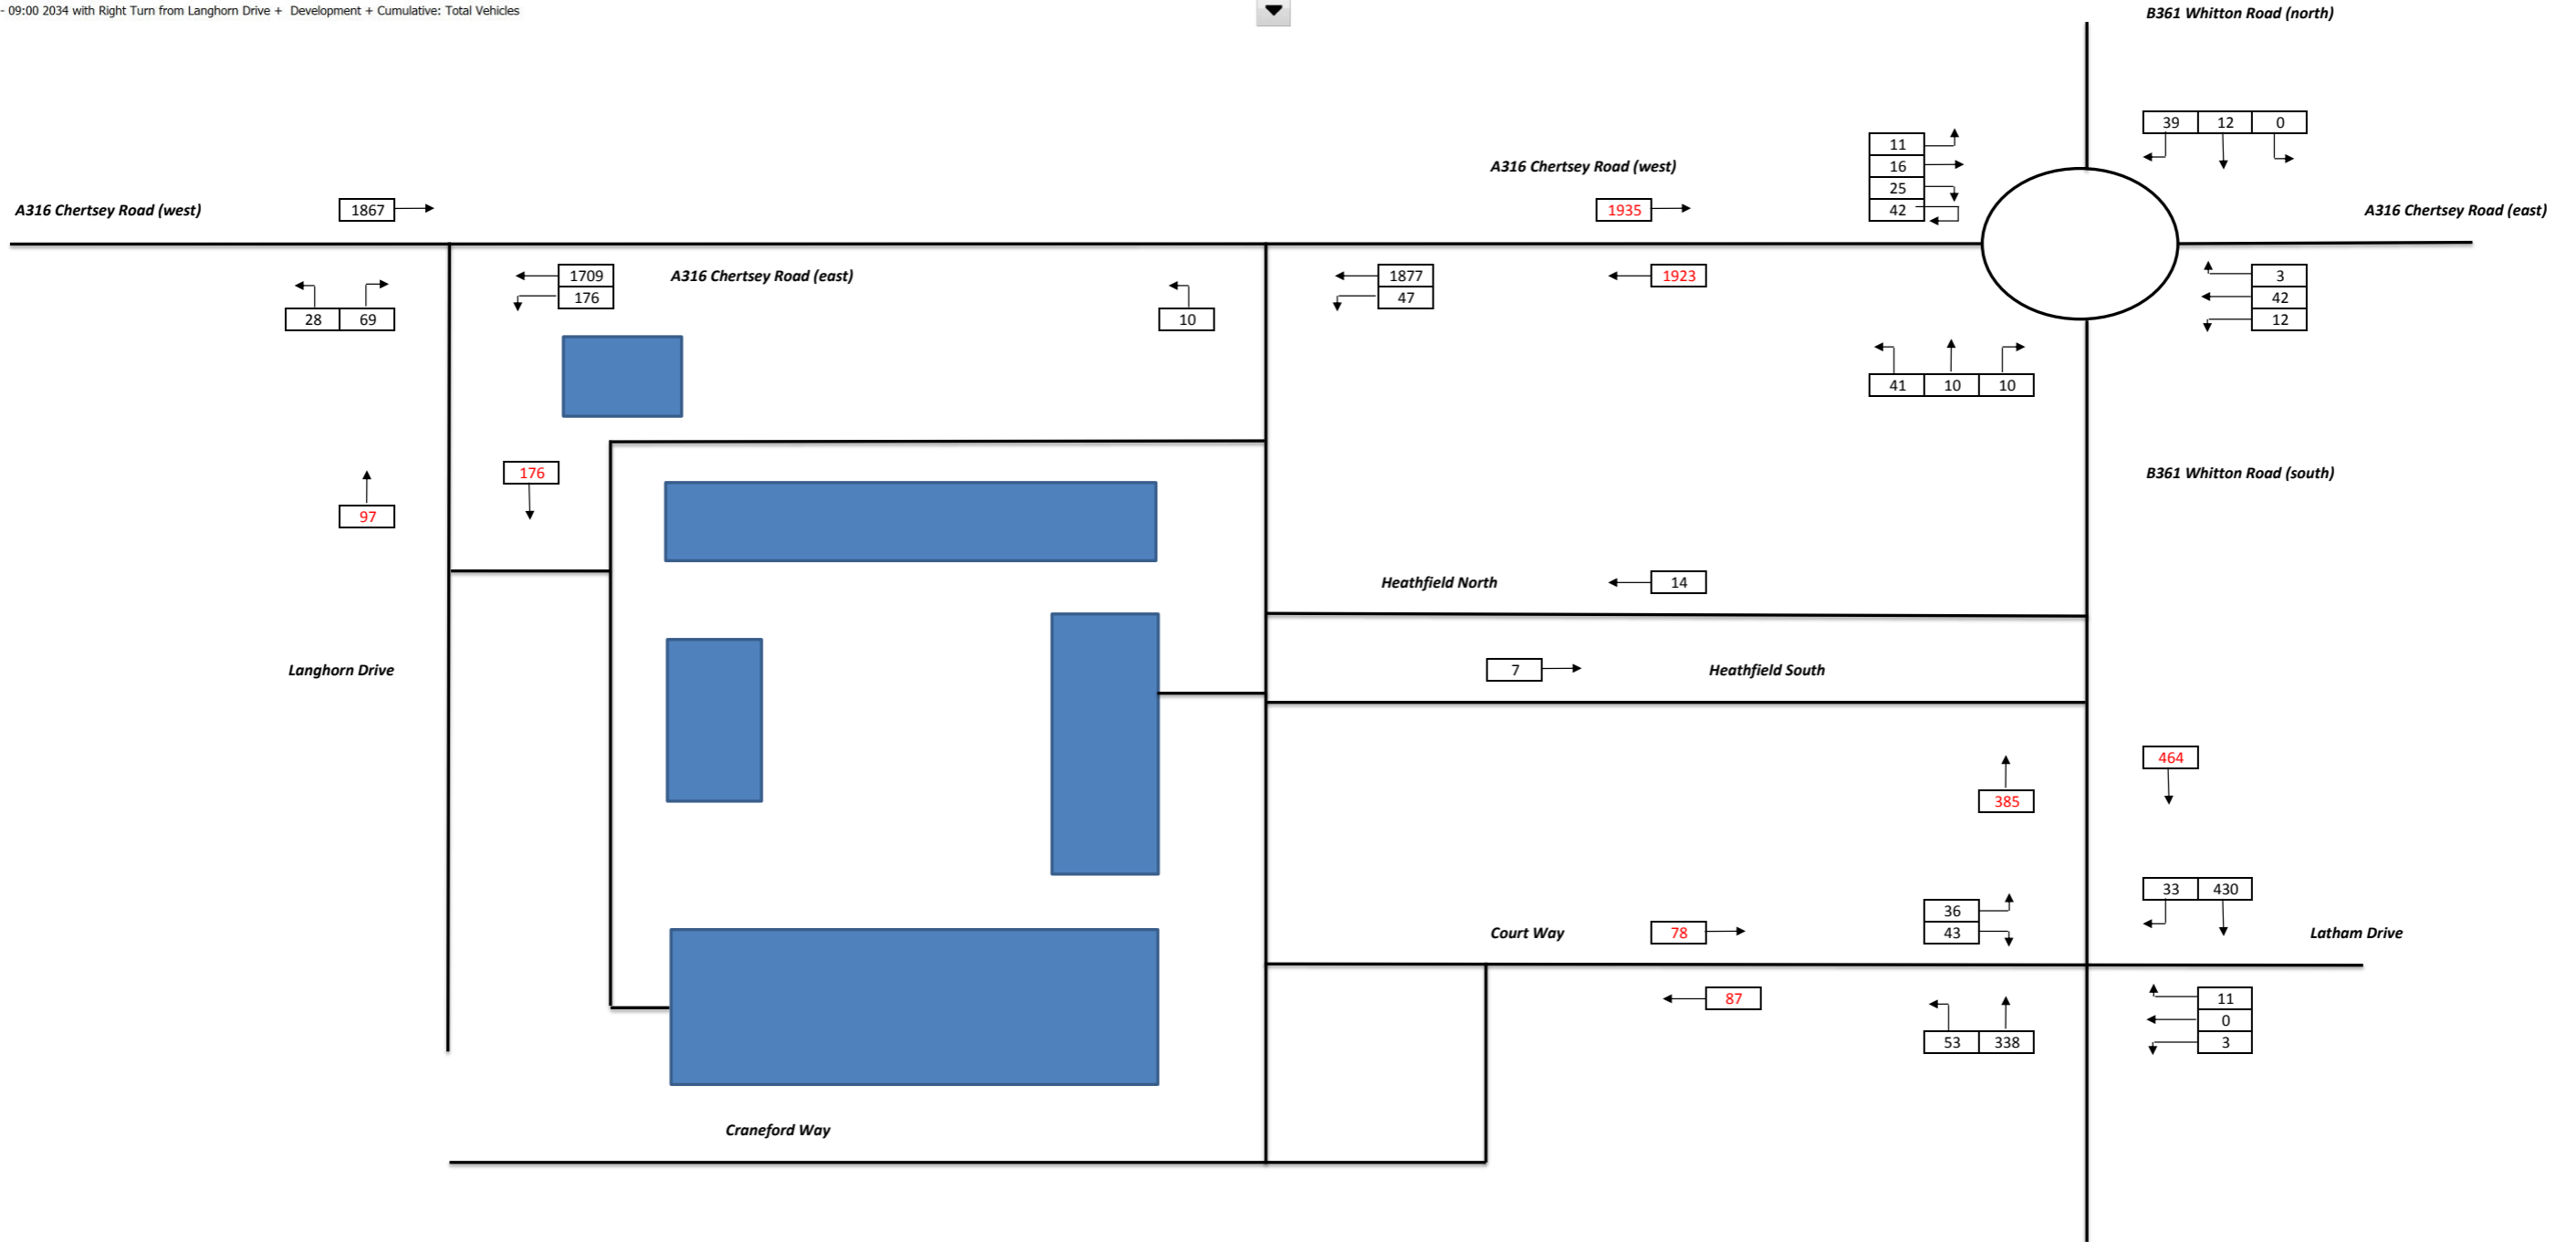 - 09:00 2034 with Right Turn from Langhorn Drive +  Development + Cumulative: Total Vehicles
B361 Whitton Road (north)
39 12 0
11
16
25
42
A316 Chertsey Road (west)
1935
A316 Chertsey Road (west)
1867
A316 Chertsey Road (east)
1709
176
A316 Chertsey Road (east)
28 69
10
1877
47
1923
3
42
12
41 10 10
176
97
B361 Whitton Road (south)
Heathfield North
14
Langhorn Drive
7
Heathfield South
464
385
33 430
36
43
Court Way
78
Latham Drive
87
53 338
11
0
3
Craneford Way